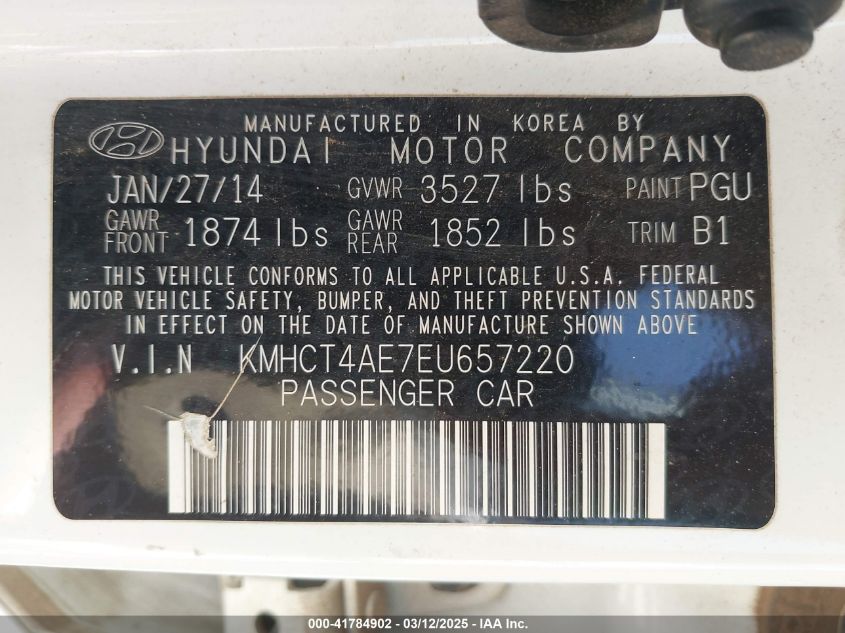 MANUFACTURED IN KOREA BY
HYUNDAI MOTOR COMPANY
JAN/27/14 GVWR 3527 lbs PAINT PGU
GAWR FRONT 1874 lbs GAWR REAR 1852 lbs TRIM B1
THIS VEHICLE CONFORMS TO ALL APPLICABLE U.S.A. FEDERAL
MOTOR VEHICLE SAFETY, BUMPER, AND THEFT PREVENTION STANDARDS
IN EFFECT ON THE DATE OF MANUFACTURE SHOWN ABOVE
V.I.N KMHCT4AE7EU657220
PASSENGER CAR
000-41784902 - 03/12/2025 - IAA Inc.